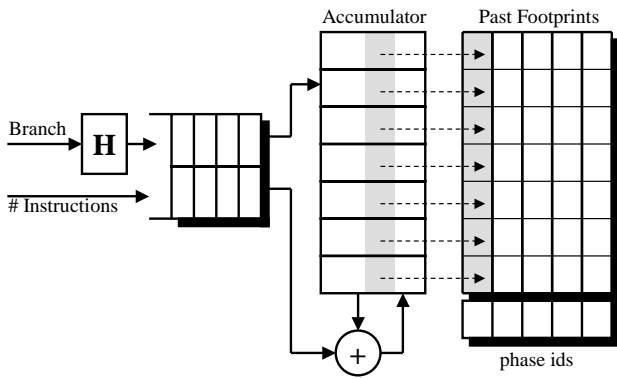 Accumulator
Past Footprints
Branch
H
# Instructions
+
phase ids